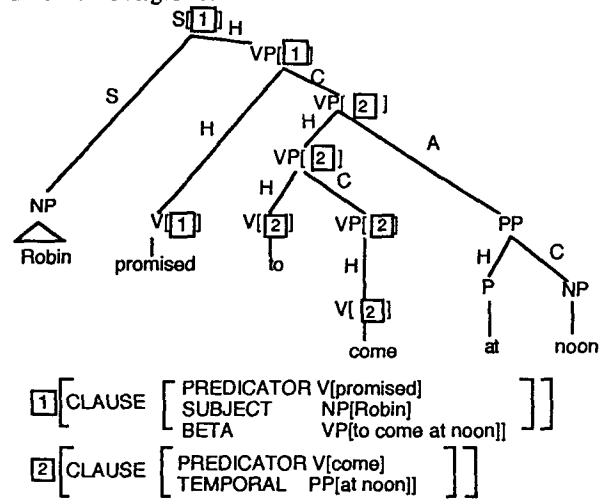 S[1] H
VP[1]
S C
VP[2]
H H A
VP[2]
H C
NP V[1] V[2] VP[2] PP
Robin promised to H H C
P NP
V[2]
come at noon
1[CLAUSE [PREDICATOR V[promised]
SUBJECT NP[Robin]
BETA VP[to come at noon]] ]]
2[CLAUSE [PREDICATOR V[come]
TEMPORAL PP[at noon]] ]]